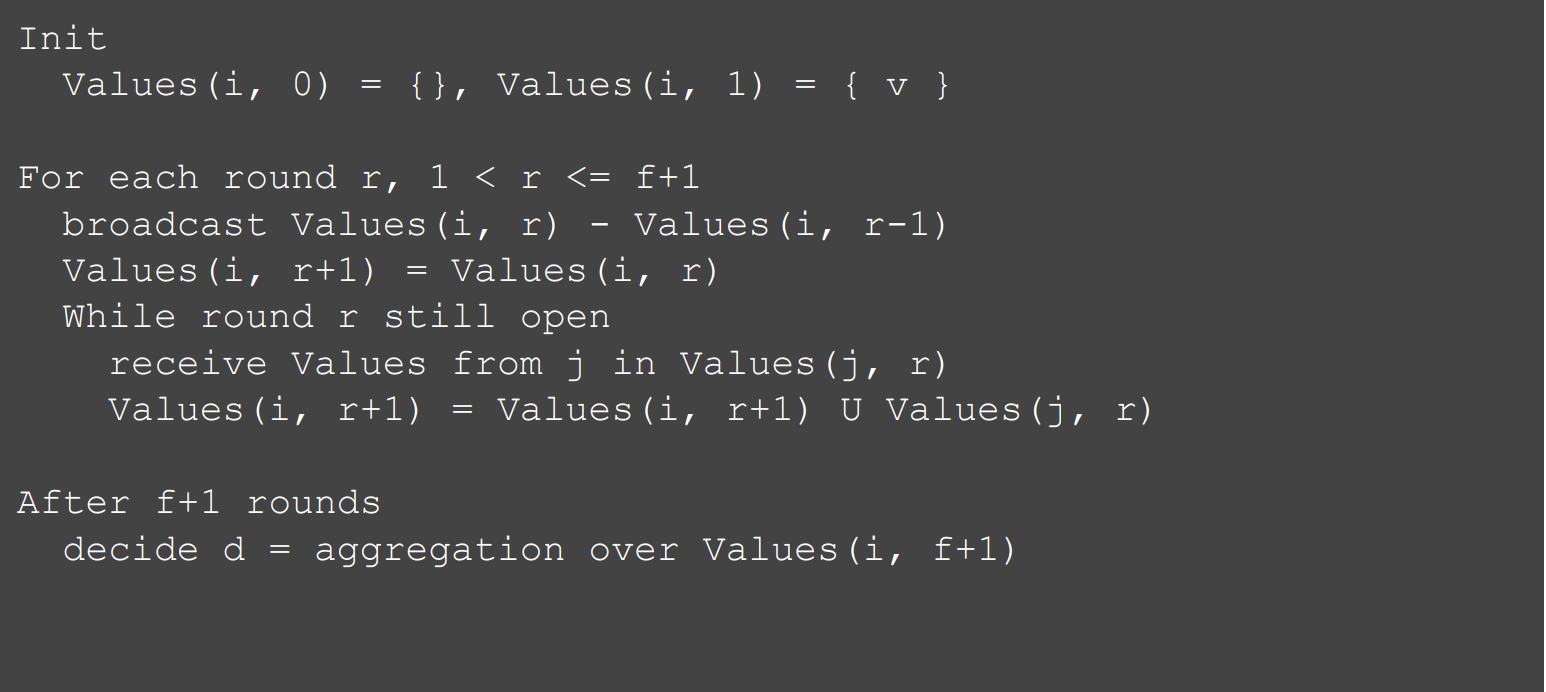 Init
Values(i, 0) = {}, Values(i, 1) = { v }
For each round r, 1 < r <= f+1
broadcast Values(i, r) - Values(i, r-1)
Values(i, r+1) = Values(i, r)
While round r still open
receive Values from j in Values(j, r)
Values(i, r+1) = Values(i, r+1) U Values(j, r)
After f+1 rounds
decide d = aggregation over Values(i, f+1)